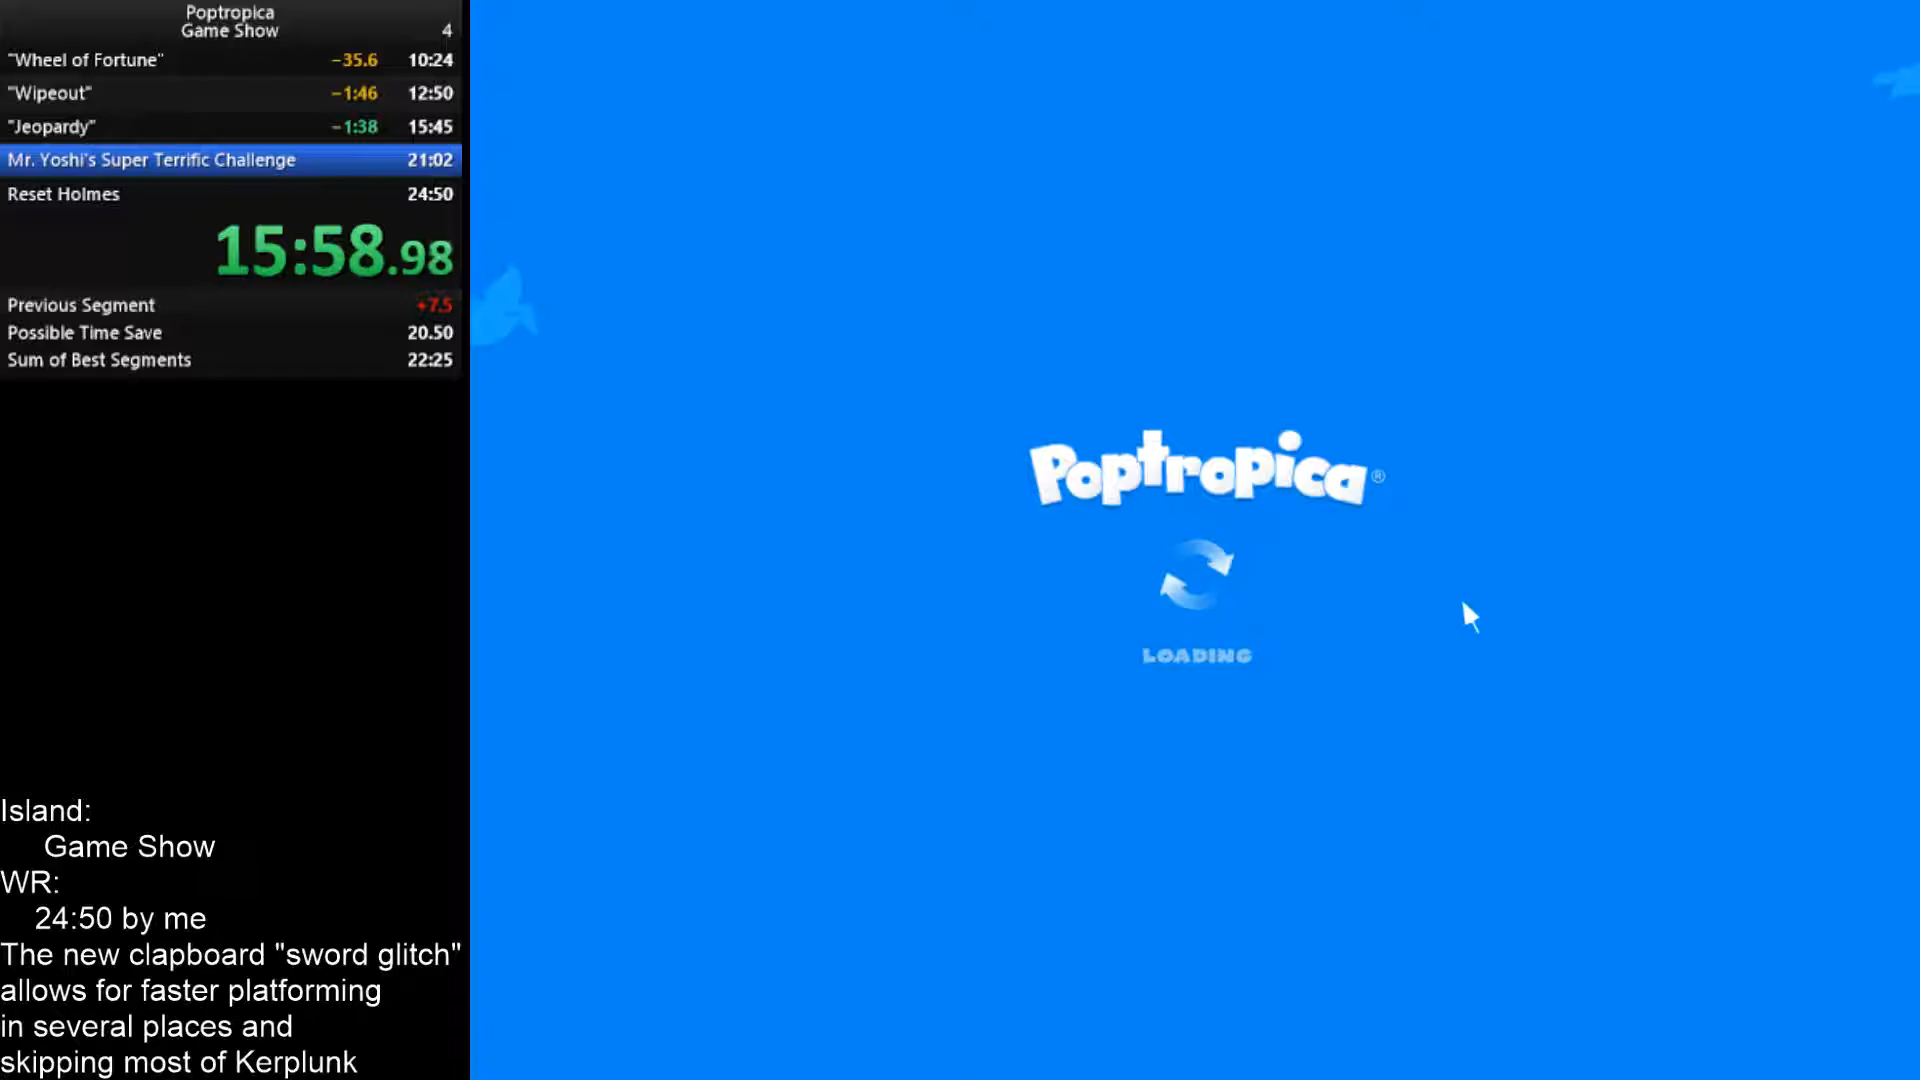 Poptropica
Game Show 4
"Wheel of Fortune" -35.6 10:24
"Wipeout" -1:46 12:50
"Jeopardy" -1:38 15:45
Mr. Yoshi's Super Terrific Challenge 21:02
Reset Holmes 24:50
15:58.98
Previous Segment +7.5
Possible Time Save 20.50
Sum of Best Segments 22:25
Poptropica®
LOADING
Island:
Game Show
WR:
24:50 by me
The new clapboard "sword glitch"
allows for faster platforming
in several places and
skipping most of Kerplunk